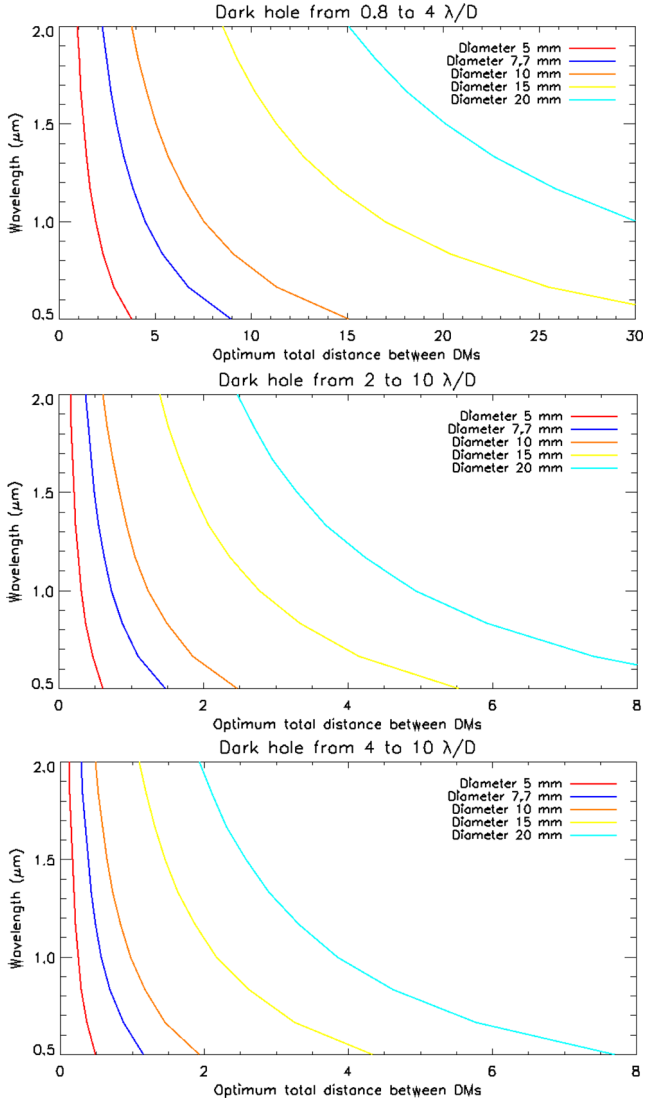 Dark hole from 0.8 to 4 λ/D
2.0
1.5
1.0
0.5
Wavelength (μm)
Diameter 5 mm
Diameter 7,7 mm
Diameter 10 mm
Diameter 15 mm
Diameter 20 mm
0 5 10 15 20 25 30
Optimum total distance between DMs
Dark hole from 2 to 10 λ/D
2.0
1.5
1.0
0.5
Wavelength (μm)
Diameter 5 mm
Diameter 7,7 mm
Diameter 10 mm
Diameter 15 mm
Diameter 20 mm
0 2 4 6 8
Optimum total distance between DMs
Dark hole from 4 to 10 λ/D
2.0
1.5
1.0
0.5
Wavelength (μm)
Diameter 5 mm
Diameter 7,7 mm
Diameter 10 mm
Diameter 15 mm
Diameter 20 mm
0 2 4 6 8
Optimum total distance between DMs